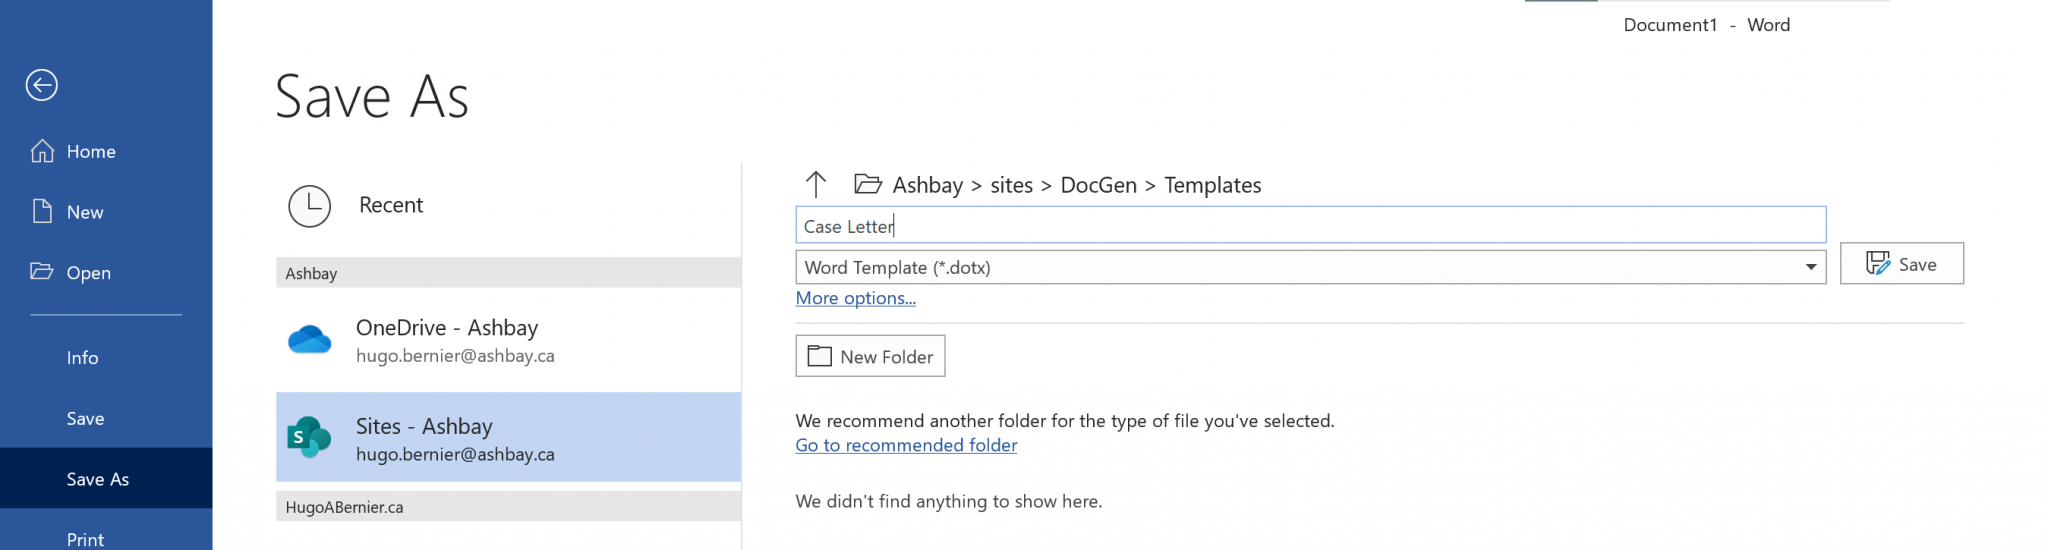 Document1 - Word
Save As
Home
New
Open
Info
Save
Save As
Print
Recent
Ashbay
OneDrive - Ashbay
hugo.bernier@ashbay.ca
S
Sites - Ashbay
hugo.bernier@ashbay.ca
HugoABernier.ca
Ashbay > sites > DocGen > Templates
Case Letter
Word Template (*.dotx)
Save
More options...
New Folder
We recommend another folder for the type of file you've selected.
Go to recommended folder
We didn't find anything to show here.